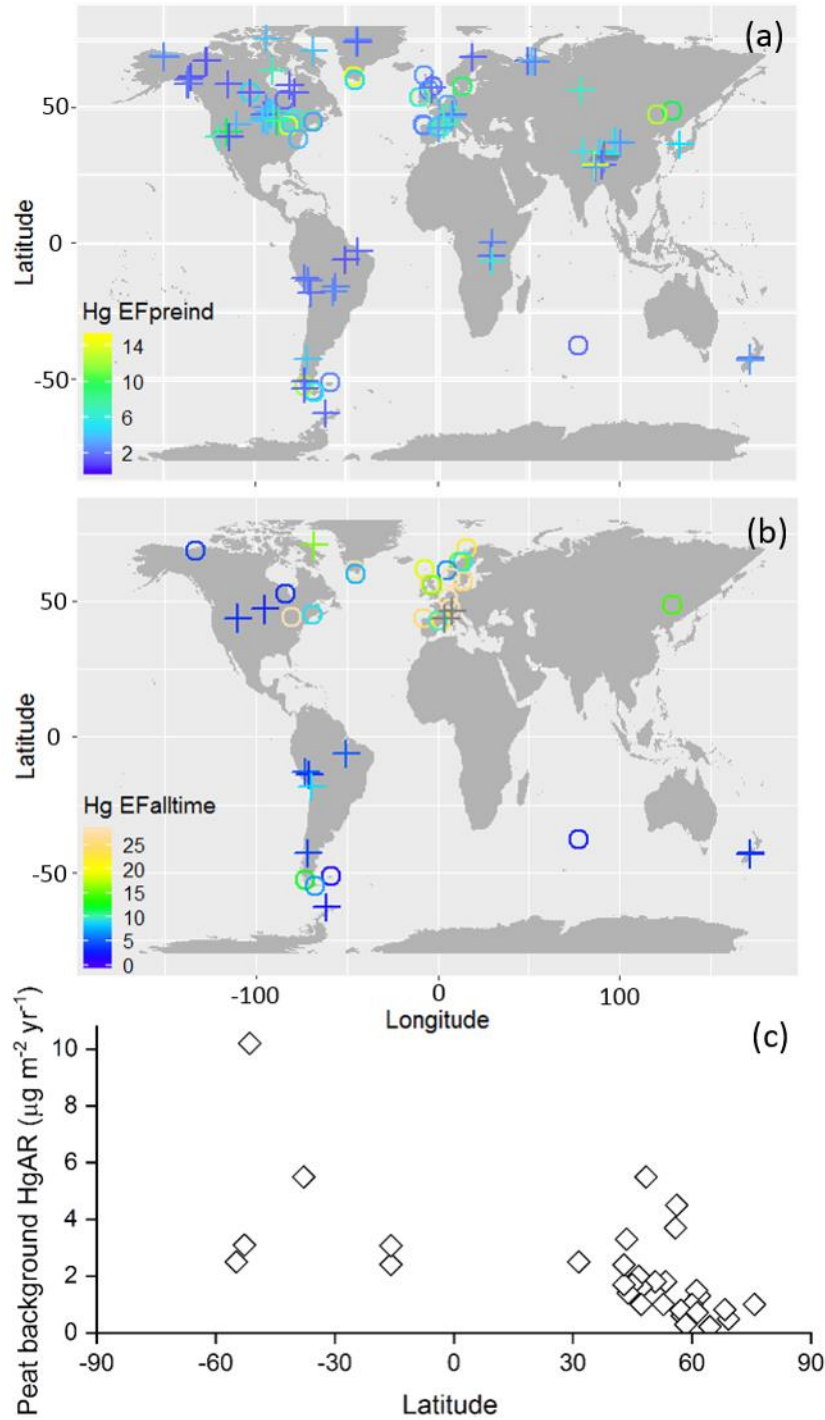 (a)
Latitude
50
0
-50
Hg EFpreind
14
10
6
2
(b)
Latitude
50
0
-50
Hg EFalltime
25
20
15
10
5
0
-100 0 100
Longitude
(c)
Peat background HgAR (µg m⁻² yr⁻¹)
10
8
6
4
2
0
-90 -60 -30 0 30 60 90
Latitude